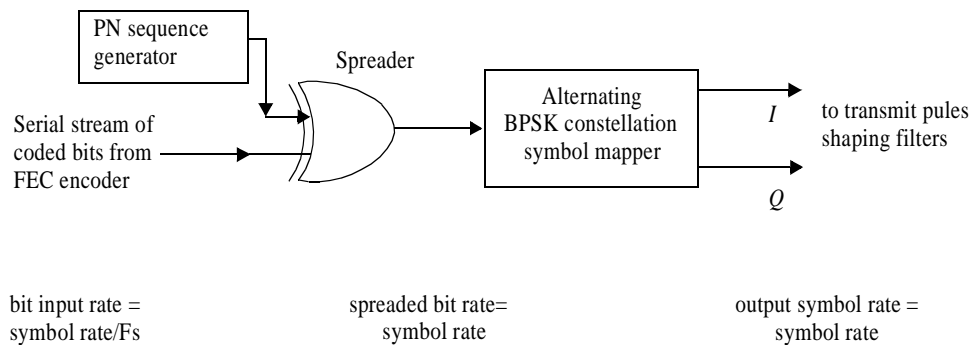 PN sequence
generator
Spreader
Serial stream of
coded bits from
FEC encoder
Alternating
BPSK constellation
symbol mapper
I
Q
to transmit pules
shaping filters
bit input rate =
symbol rate/Fs
spreaded bit rate=
symbol rate
output symbol rate =
symbol rate